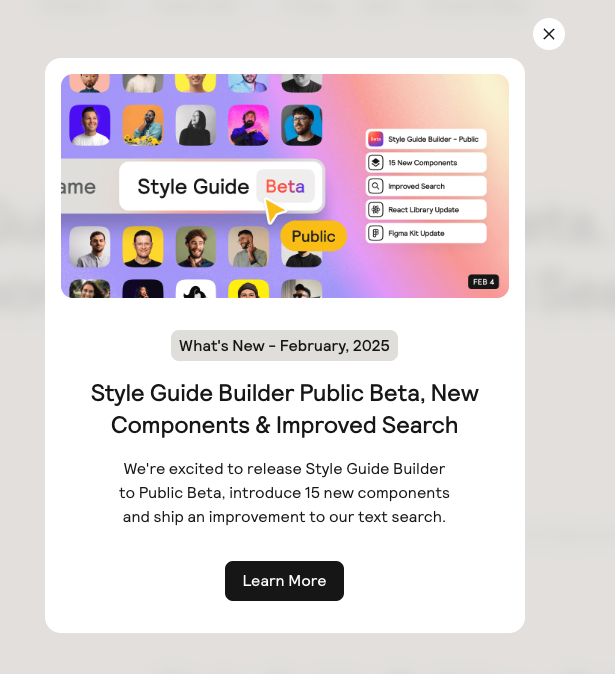 ame
Style Guide
Beta
Public
Beta
Style Guide Builder - Public
15 New Components
Improved Search
React Library Update
Figma Kit Update
FEB 4
What's New – February, 2025
Style Guide Builder Public Beta, New
Components & Improved Search
We're excited to release Style Guide Builder
to Public Beta, introduce 15 new components
and ship an improvement to our text search.
Learn More